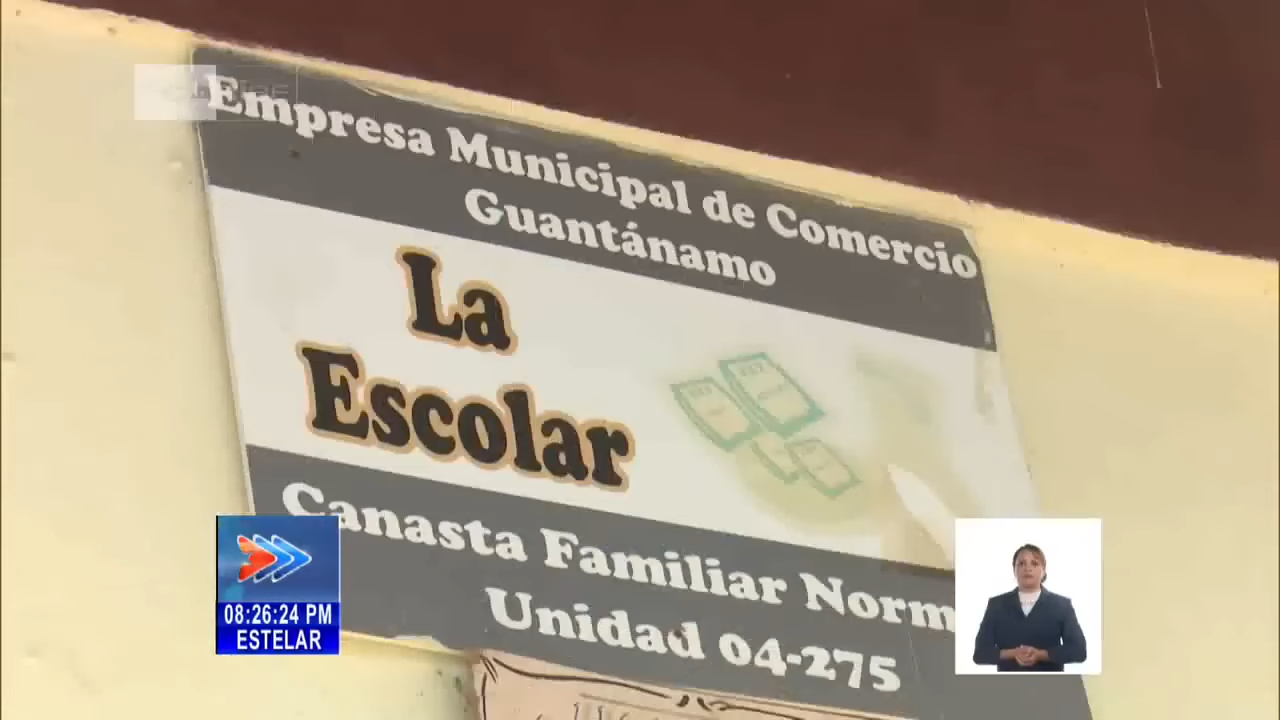 Empresa Municipal de Comercio
Guantánamo
La
Escolar
Canasta Familiar Norm
Unidad 04-275
08:26:24 PM
ESTELAR